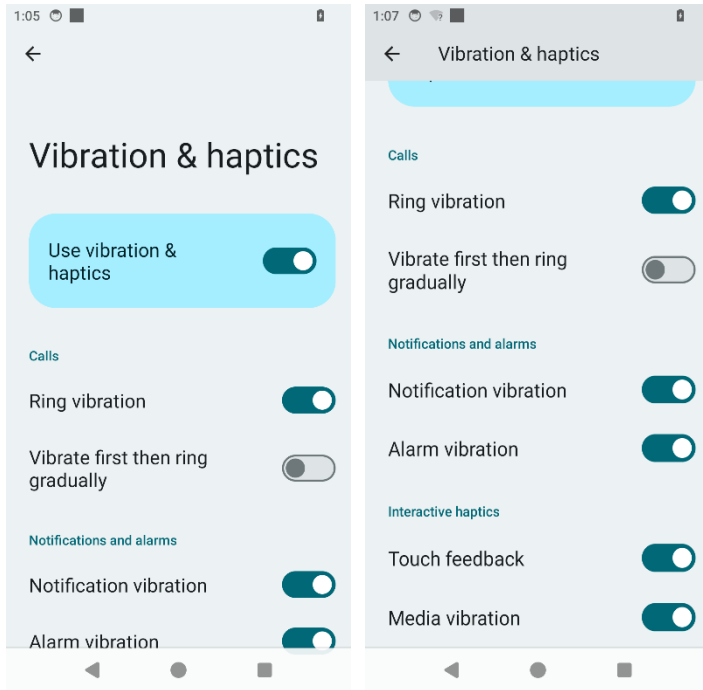 1:05
Vibration & haptics
Use vibration &
haptics
Calls
Ring vibration
Vibrate first then ring
gradually
Notifications and alarms
Notification vibration
Alarm vibration
1:07
Vibration & haptics
Calls
Ring vibration
Vibrate first then ring
gradually
Notifications and alarms
Notification vibration
Alarm vibration
Interactive haptics
Touch feedback
Media vibration